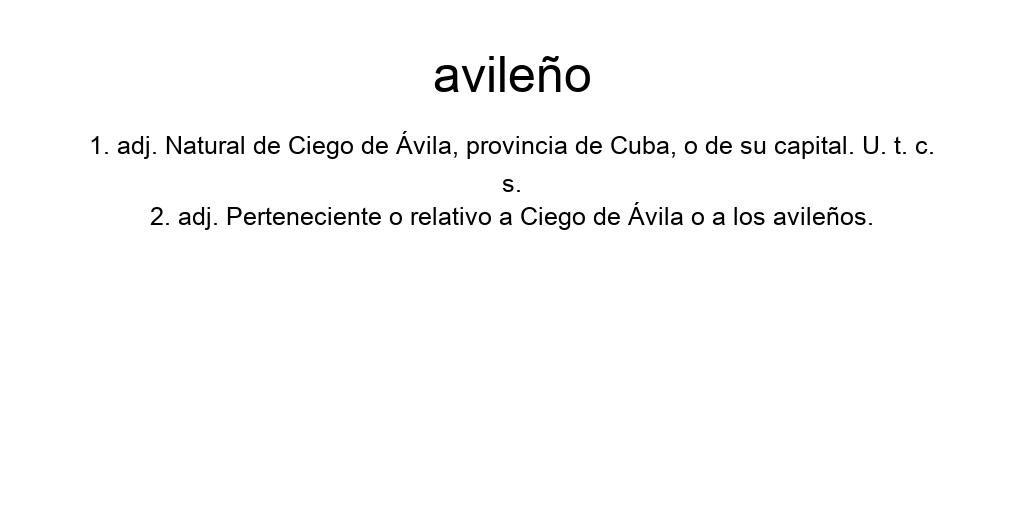 avileño
1. adj. Natural de Ciego de Ávila, provincia de Cuba, o de su capital. U. t. c.
s.
2. adj. Perteneciente o relativo a Ciego de Ávila o a los avileños.